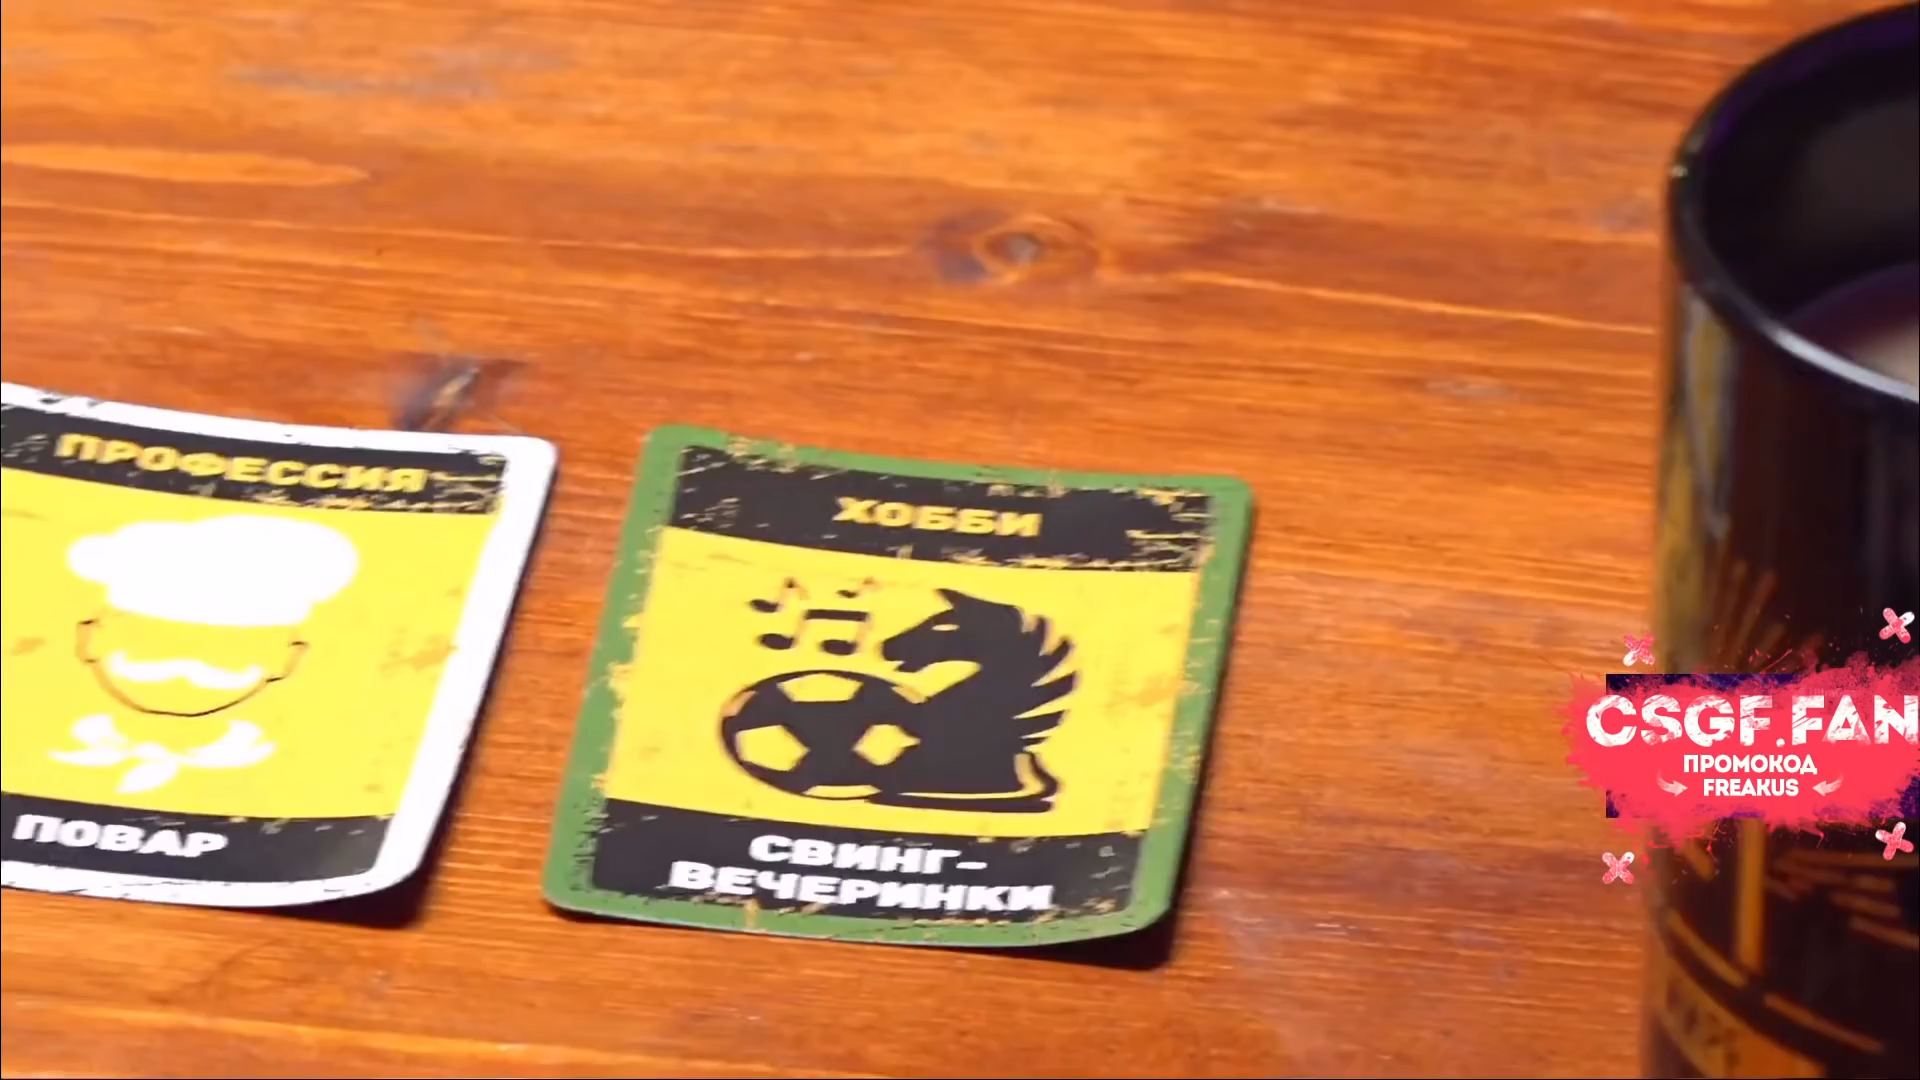 ПРОФЕССИЯ
ПОВАР
ХОББИ
СВИНГ-
ВЕЧЕРИНКИ
CSGF.FAN
ПРОМОКОД
FREAKUS